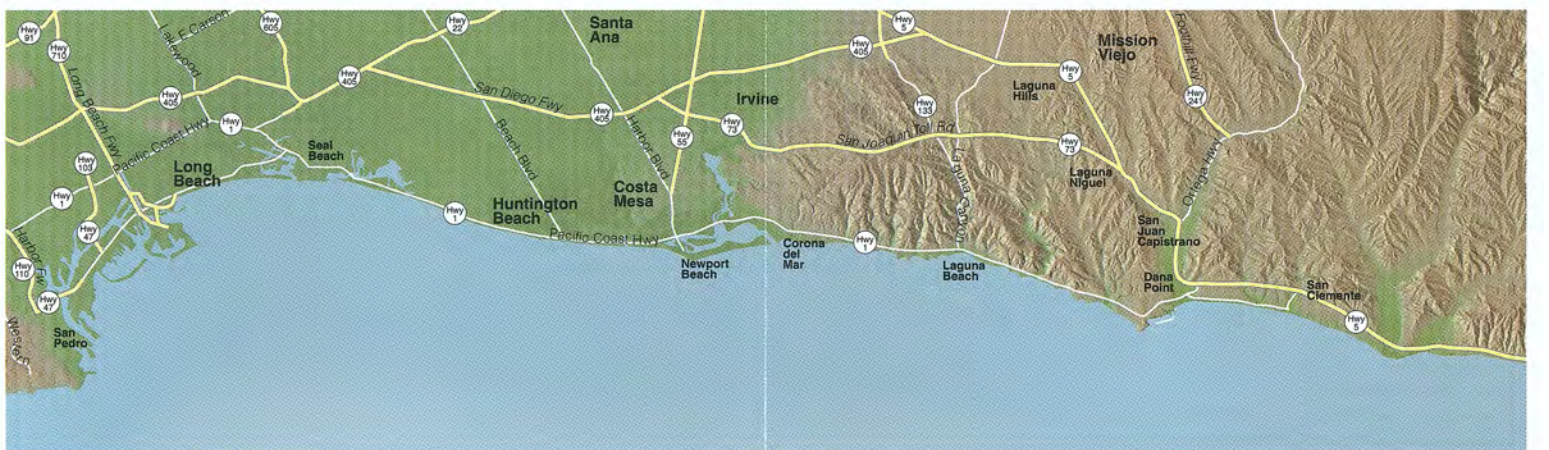 Hwy
91
Hwy
710
Lakewood
E Carson
Hwy
605
Hwy
22
Santa
Ana
Hwy
405
Hwy
5
Mission
Viejo
Foothill Fwy
Hwy
405
Long Beach Fwy
Hwy
405
San Diego Fwy
Hwy
405
Harbor Blvd
Irvine
Hwy
133
Laguna
Hills
Hwy
5
Hwy
241
Hwy
1
Pacific Coast Hwy
Hwy
103
Long
Beach
Seal
Beach
Beach Blvd
Hwy
55
Hwy
73
San Joaquin Toll Rd
Hwy
73
Laguna
Niguel
Ortega Hwy
Hwy
1
Hwy
47
Harbor Fwy
Hwy
110
Hwy
47
Hwy
1
Huntington
Beach
Costa
Mesa
Pacific Coast Hwy
Newport
Beach
Corona
del
Mar
Hwy
1
Laguna Canyon
Laguna
Beach
San
Juan
Capistrano
Dana
Point
San
Clemente
Hwy
5
San
Pedro
Western